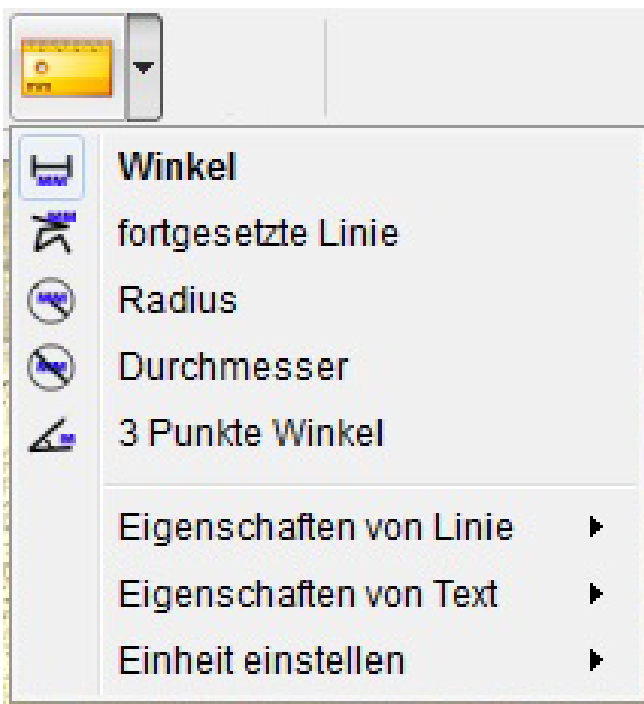 Winkel
fortgesetzte Linie
Radius
Durchmesser
3 Punkte Winkel
Eigenschaften von Linie
Eigenschaften von Text
Einheit einstellen